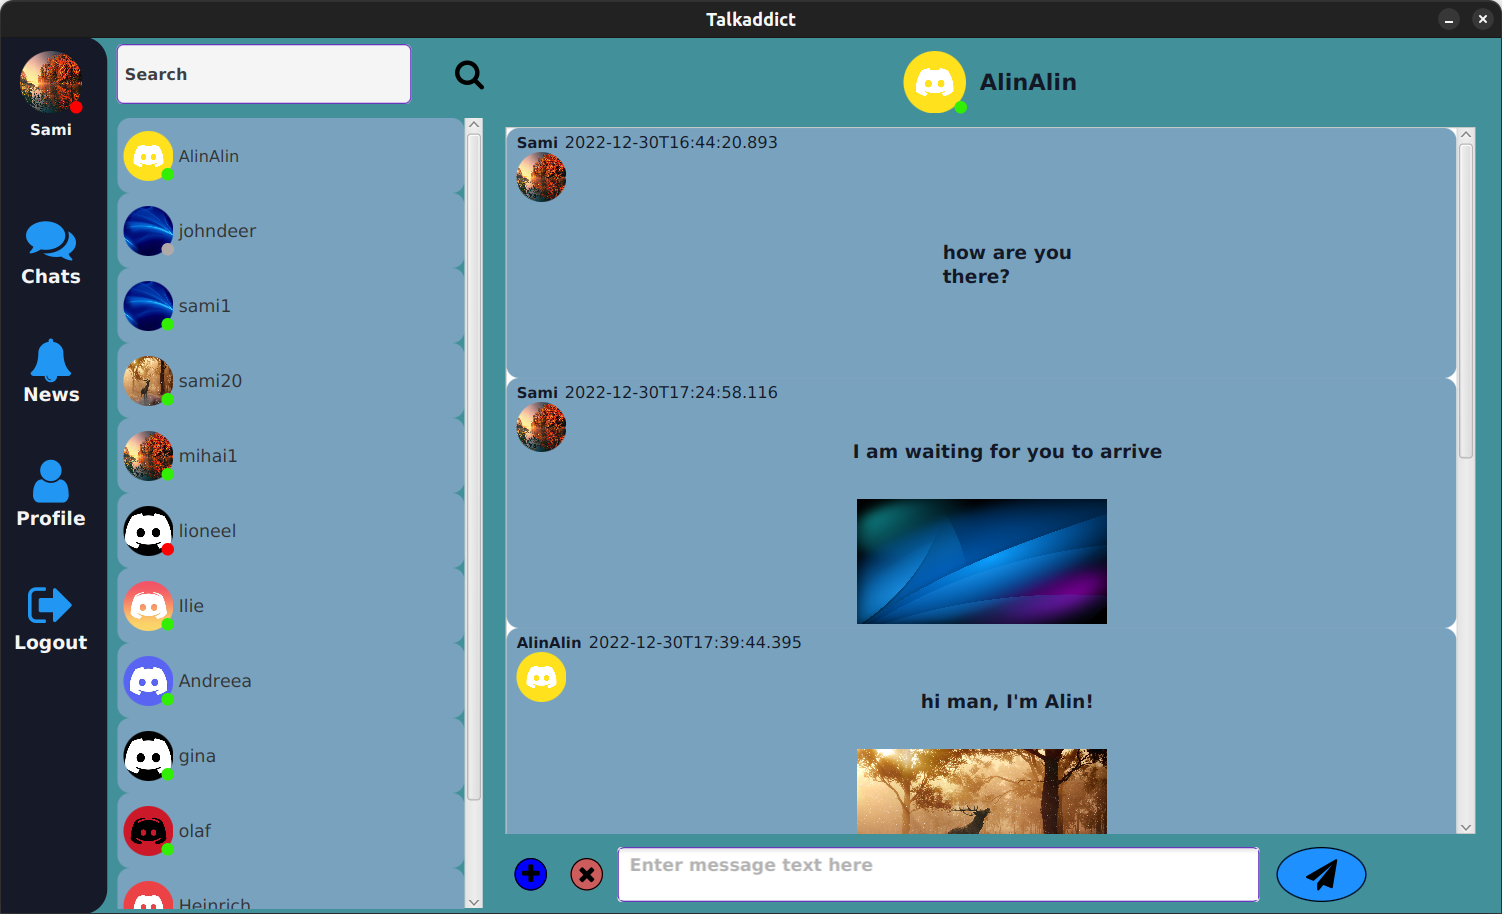 Talkaddict
Sami
Chats
News
Profile
Logout
Search
AlinAlin
johndeer
sami1
sami20
mihai1
lioneel
Ilie
Andreea
gina
olaf
Heinrich
AlinAlin
Sami 2022-12-30T16:44:20.893
how are you
there?
Sami 2022-12-30T17:24:58.116
I am waiting for you to arrive
AlinAlin 2022-12-30T17:39:44.395
hi man, I'm Alin!
Enter message text here